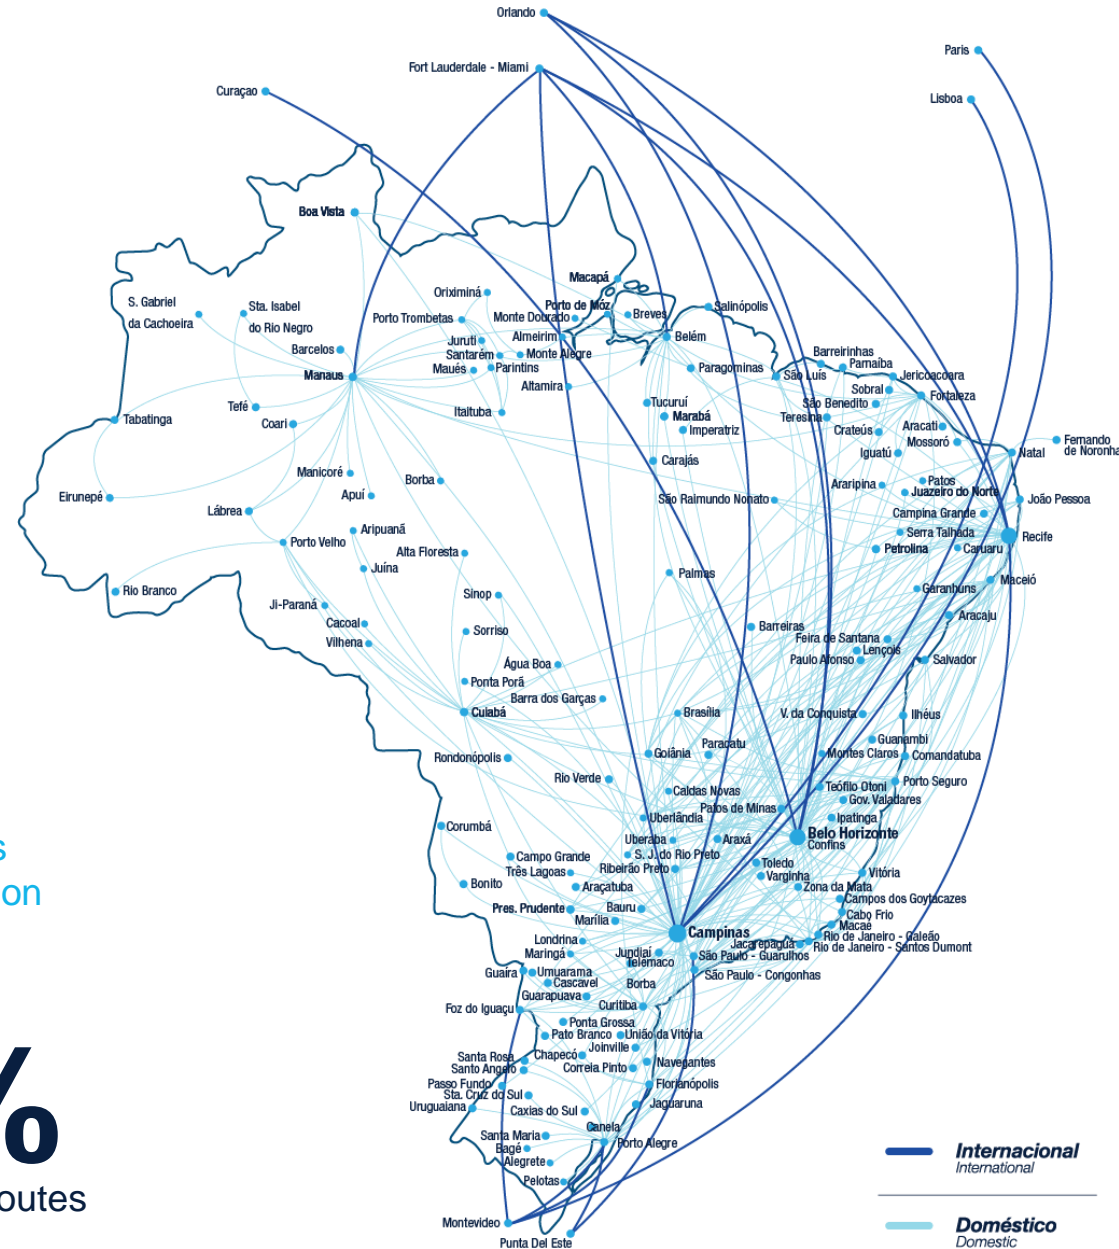 Orlando
Paris
Fort Lauderdale - Miami
Curaçao
Lisboa
Boa Vista
Macapá
Oriximiná
S. Gabriel
da Cachoeira
Sta. Isabel
do Rio Negro
Porto de Móz
Salinópolis
Porto Trombetas
Monte Dourado
Breves
Juruti
Almeirim
Belém
Barcelos
Santarém
Monte Alegre
Barreirinhas
Parnaíba
Manaus
Maués
Parintins
Paragominas
São Luís
Jericoacoara
Altamira
Sobral
Fortaleza
Tefé
Tucuruí
São Benedito
Tabatinga
Coari
Itaituba
Marabá
Teresina
Imperatriz
Crateús
Aracati
Mossoró
Fernando
de Noronha
Iguatú
Natal
Carajás
Manicoré
Borba
Araripina
Patos
Juazeiro do Norte
Eirunepé
Apuí
São Raimundo Nonato
João Pessoa
Lábrea
Campina Grande
Aripuanã
Serra Talhada
Recife
Porto Velho
Alta Floresta
Petrolina
Caruaru
Juína
Palmas
Maceió
Rio Branco
Sinop
Garanhuns
Ji-Paraná
Aracaju
Cacoal
Sorriso
Barreiras
Vilhena
Feira de Santana
Lençois
Água Boa
Paulo Afonso
Salvador
Ponta Porã
Barra dos Garças
Cuiabá
Brasília
V. da Conquista
Ilhéus
Guanambi
Rondonópolis
Goiânia
Paracatu
Montes Claros
Comandatuba
Rio Verde
Porto Seguro
Caldas Novas
Teófilo Otoni
Patos de Minas
Gov. Valadares
Uberlândia
Ipatinga
Corumbá
Belo Horizonte
Confins
Uberaba
Araxá
s
Campo Grande
S. J. do Rio Preto
Três Lagoas
Ribeirão Preto
Toledo
Varginha
Vitória
on
Bonito
Araçatuba
Zona da Mata
Campos dos Goytacazes
Pres. Prudente
Bauru
Cabo Frio
Marília
Macaé
Campinas
Rio de Janeiro - Galeão
Londrina
Jacarepaguá
Rio de Janeiro - Santos Dumont
Maringá
Jundiaí
São Paulo - Guarulhos
Telemaco
Borba
Guaíra
Umuarama
São Paulo - Congonhas
Cascavel
Guarapuava
Foz do Iguaçu
Curitiba
Ponta Grossa
Pato Branco
União da Vitória
Joinville
Santa Rosa
Chapecó
Navegantes
%
Santo Angelo
Correia Pinto
Passo Fundo
Florianópolis
Sta. Cruz do Sul
Uruguaiana
Caxias do Sul
Jaguaruna
Canela
Santa Maria
Porto Alegre
Bagé
Alegrete
Internacional
International
Pelotas
outes
Montevideo
Doméstico
Domestic
Punta Del Este